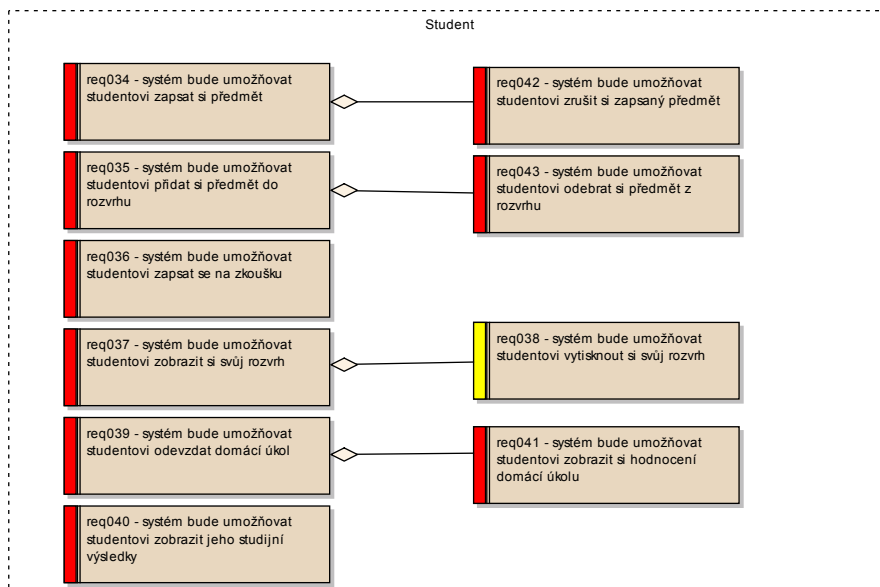 Student
req034 - systém bude umožňovat
studentovi zapsat si předmět
req042 - systém bude umožňovat
studentovi zrušit si zapsaný předmět
req035 - systém bude umožňovat
studentovi přidat si předmět do
rozvrhu
req043 - systém bude umožňovat
studentovi odebrat si předmět z
rozvrhu
req036 - systém bude umožňovat
studentovi zapsat se na zkoušku
req037 - systém bude umožňovat
studentovi zobrazit si svůj rozvrh
req038 - systém bude umožňovat
studentovi vytisknout si svůj rozvrh
req039 - systém bude umožňovat
studentovi odevzdat domácí úkol
req041 - systém bude umožňovat
studentovi zobrazit si hodnocení
domácí úkolu
req040 - systém bude umožňovat
studentovi zobrazit jeho studijní
výsledky